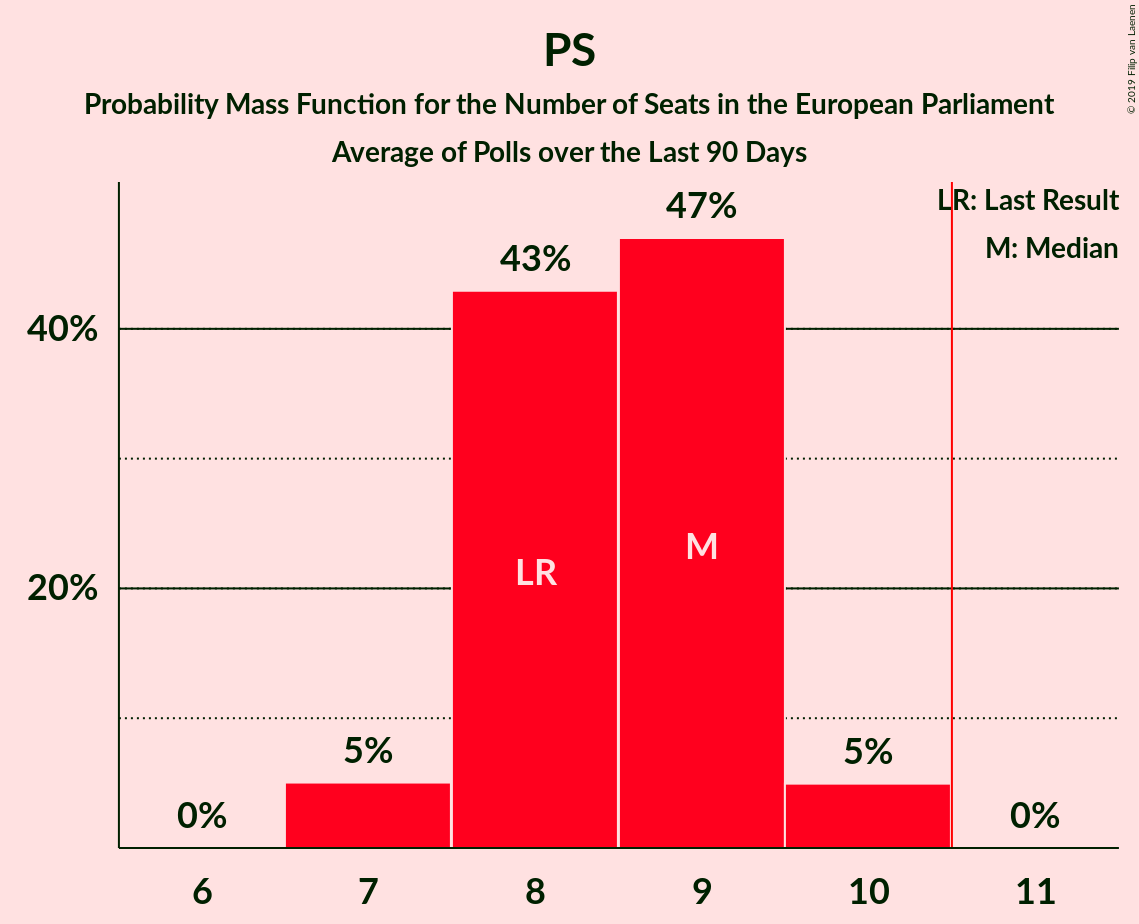 PS
Probability Mass Function for the Number of Seats in the European Parliament
Average of Polls over the Last 90 Days
© 2019 Filip van Laenen
LR: Last Result
M: Median
47%
43%
40%
M
LR
20%
5%
5%
0%
0%
6 7 8 9 10 11